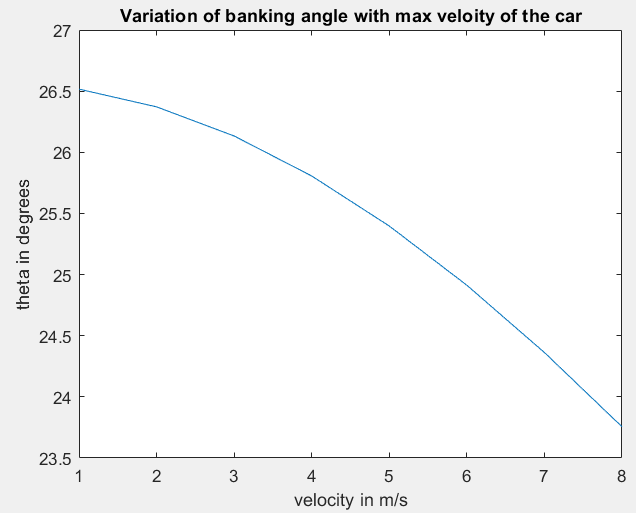 Variation of banking angle with max veloity of the car
27
26.5
26
25.5
25
24.5
24
23.5
theta in degrees
1 2 3 4 5 6 7 8
velocity in m/s